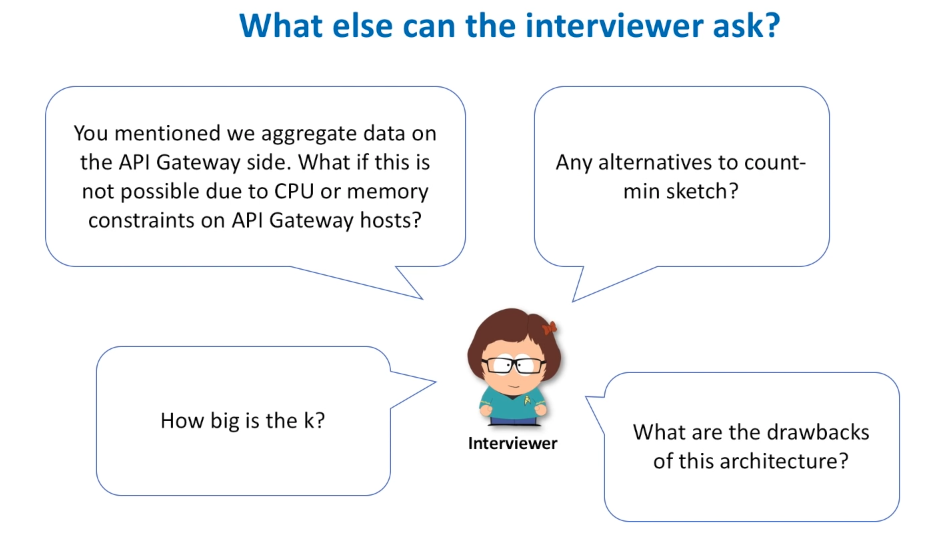 What else can the interviewer ask?
You mentioned we aggregate data on
the API Gateway side. What if this is
not possible due to CPU or memory
constraints on API Gateway hosts?
Any alternatives to count-
min sketch?
How big is the k?
Interviewer
What are the drawbacks
of this architecture?